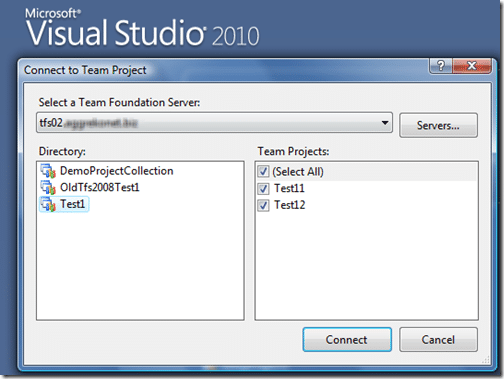 Microsoft®
Visual Studio® 2010
Connect to Team Project
Select a Team Foundation Server:
tfs02.
Servers...
Directory:
DemoProjectCollection
OldTfs2008Test1
Test1
Team Projects:
(Select All)
Test11
Test12
Connect
Cancel